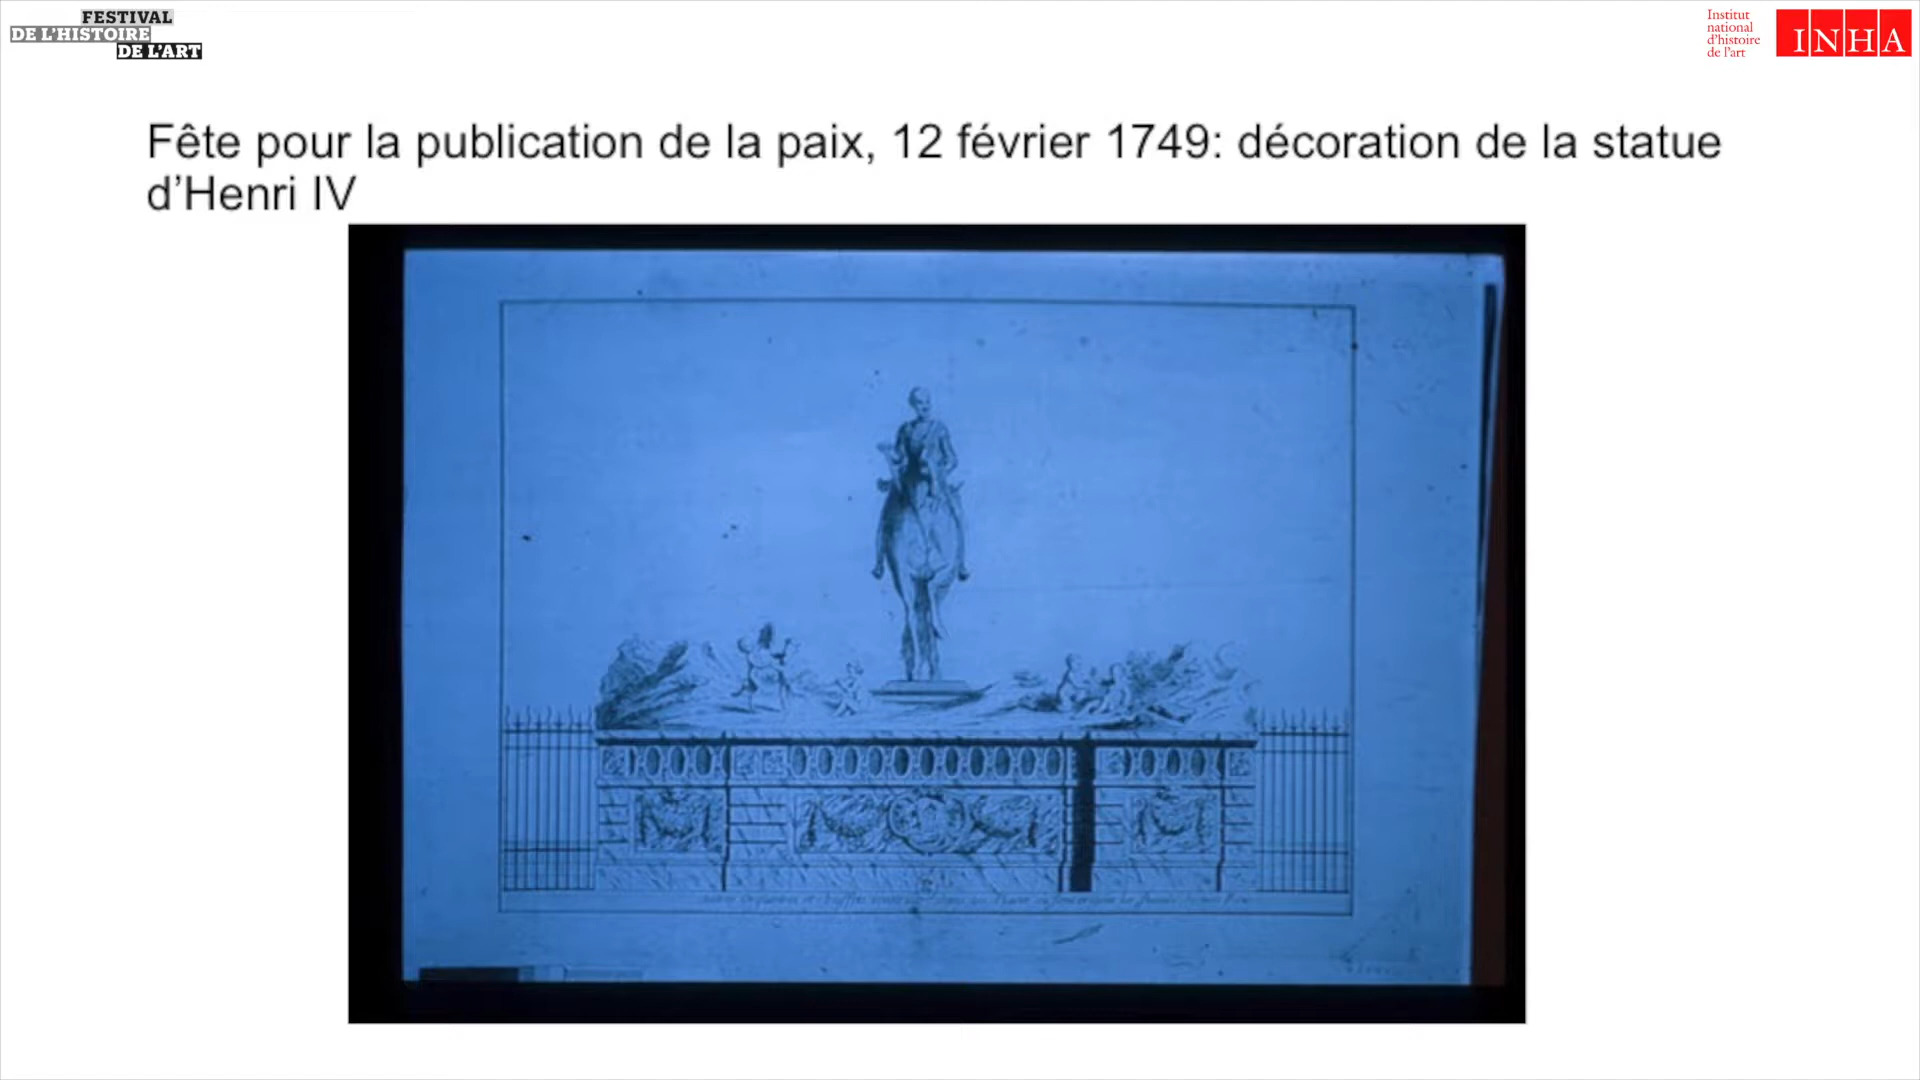 FESTIVAL
DE L'HISTOIRE
DE L'ART
Institut
national
d'histoire
de l'art
INHA
Fête pour la publication de la paix, 12 février 1749: décoration de la statue
d'Henri IV